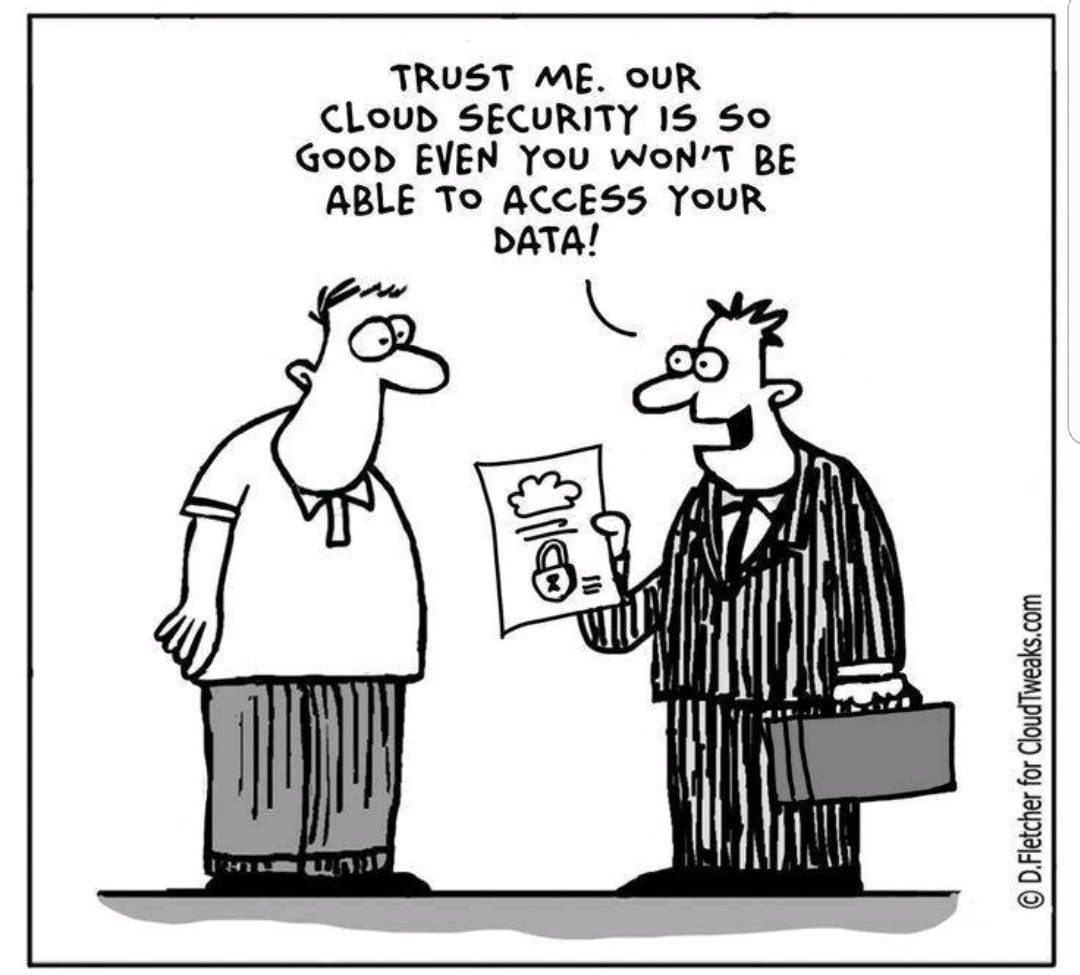 TRUST ME. OUR
CLOUD SECURITY IS SO
GOOD EVEN YOU WON'T BE
ABLE TO ACCESS YOUR
DATA!
© D.Fletcher for CloudTweaks.com